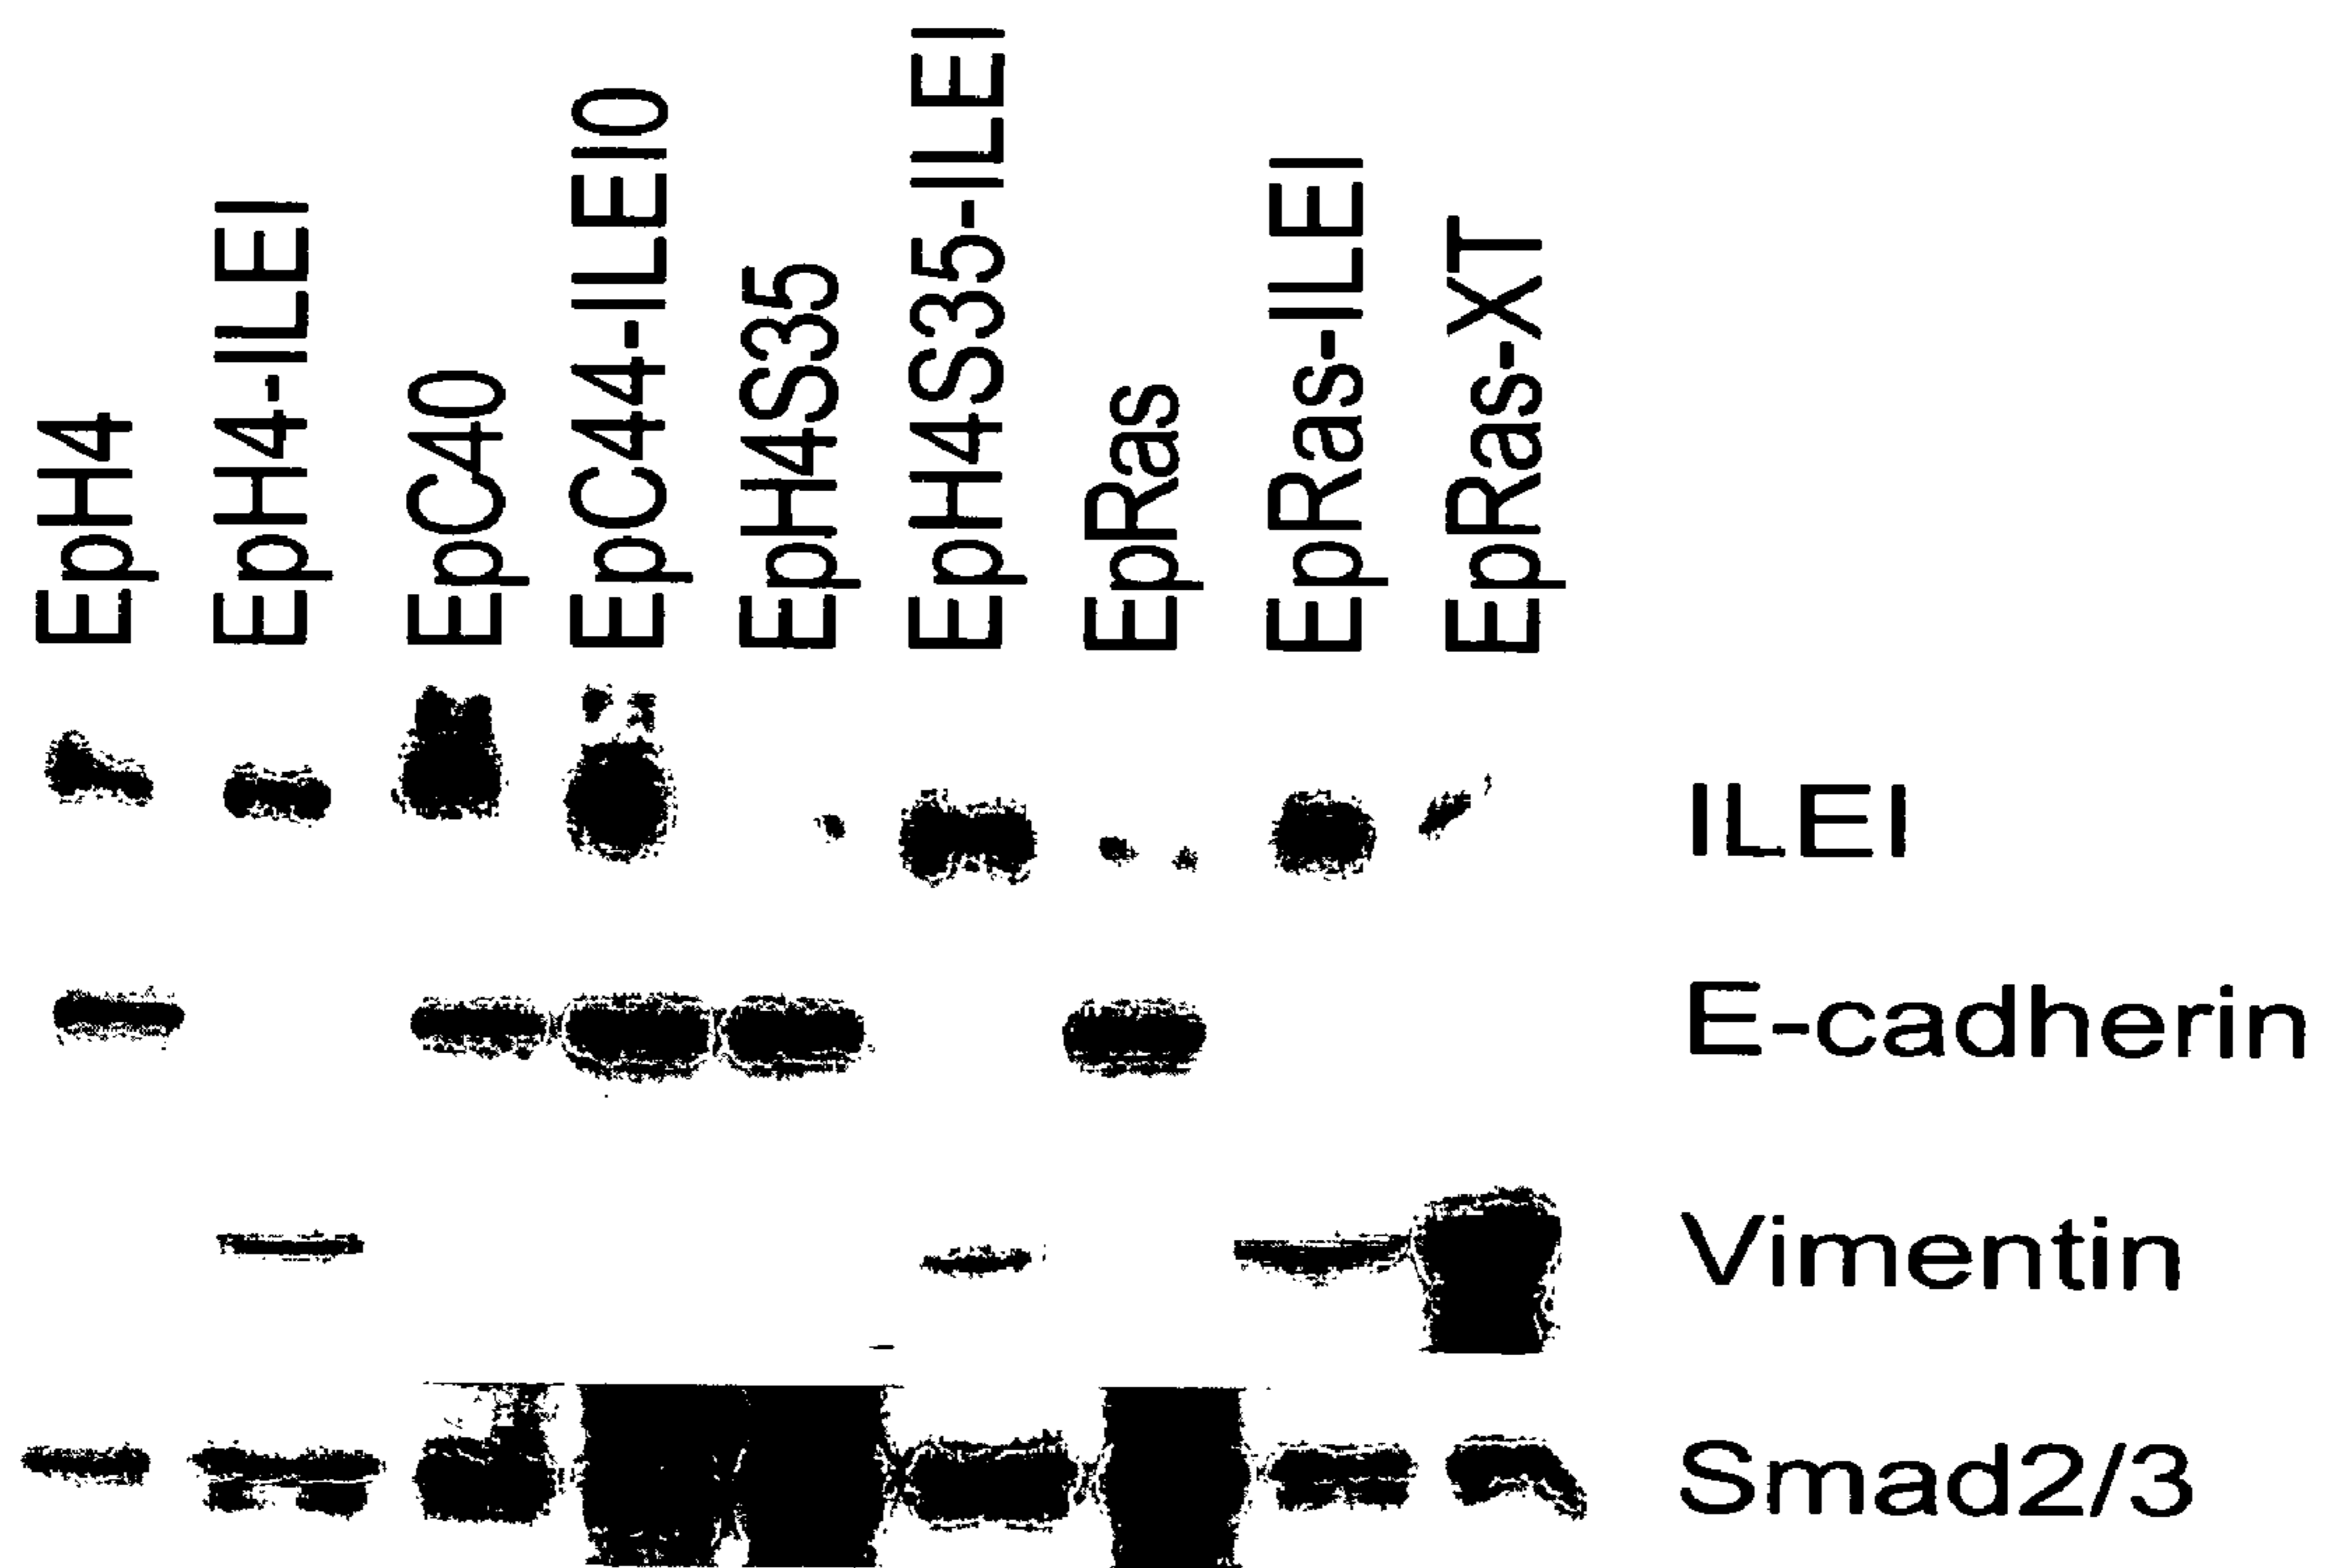 EpH4
EpH4-ILEI
EpC40
EpC44-ILEI0
EpH4S35
EpH4S35-ILEI
EpRas
EpRas-ILEI
EpRas-XT
ILEI
E-cadherin
Vimentin
Smad2/3